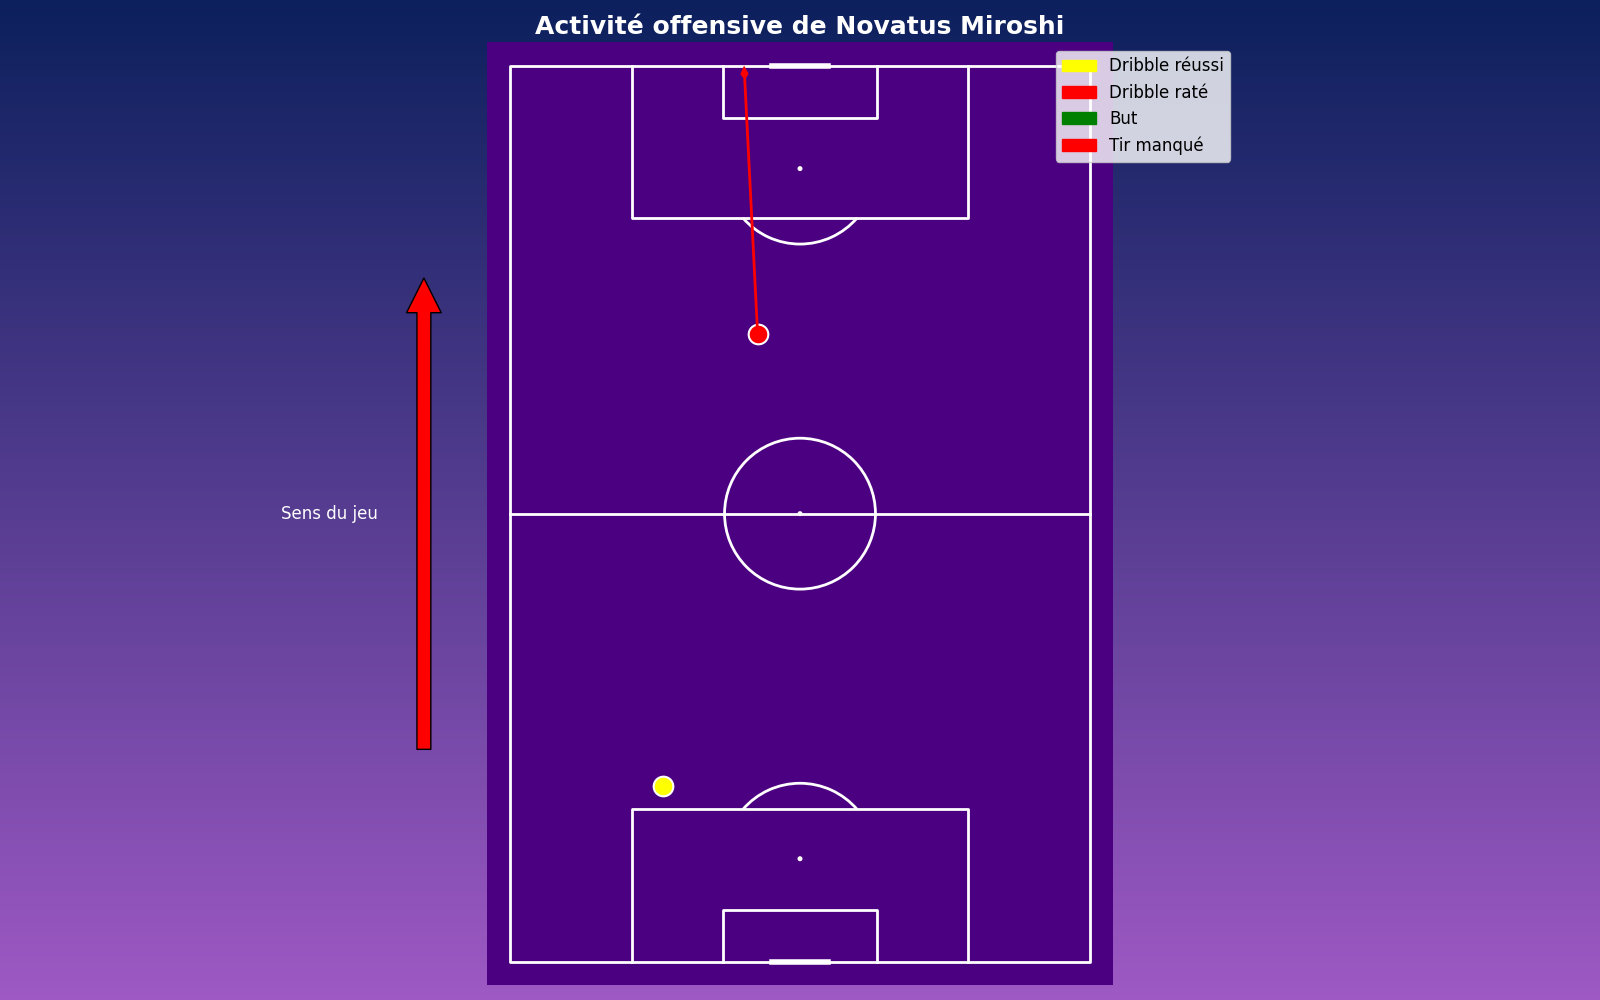 Activité offensive de Novatus Miroshi
Dribble réussi
Dribble raté
But
Tir manqué
Sens du jeu